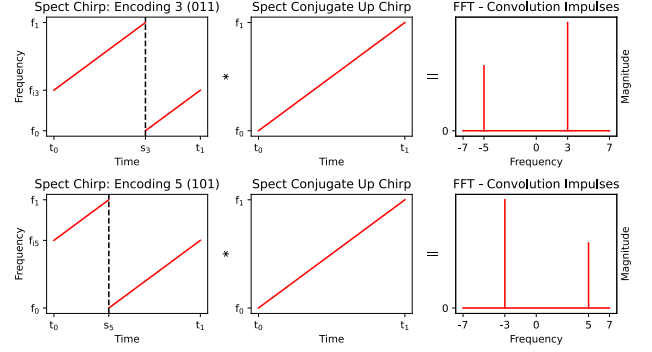 Spect Chirp: Encoding 3 (011)
Spect Conjugate Up Chirp
FFT - Convolution Impulses
Frequency
f₁
fᵢ₃
f₀
t₀
s₃
t₁
Time
*
f₁
f₀
t₀
t₁
Time
=
0
-7
-5
0
3
7
Frequency
Magnitude
Spect Chirp: Encoding 5 (101)
Spect Conjugate Up Chirp
FFT - Convolution Impulses
Frequency
f₁
fᵢ₅
f₀
t₀
s₅
t₁
Time
*
f₁
f₀
t₀
t₁
Time
=
0
-7
-3
0
5
7
Frequency
Magnitude